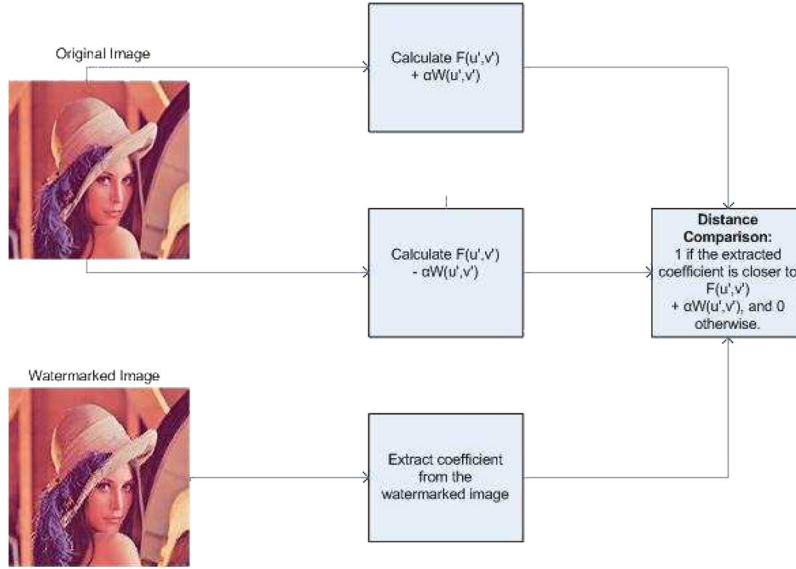 Original Image
Calculate F(u',v')
+ αW(u',v')
Calculate F(u',v')
- αW(u',v')
Distance
Comparison:
1 if the extracted
coefficient is closer to
F(u',v')
+ αW(u',v'), and 0
otherwise.
Watermarked Image
Extract coefficient
from the
watermarked image